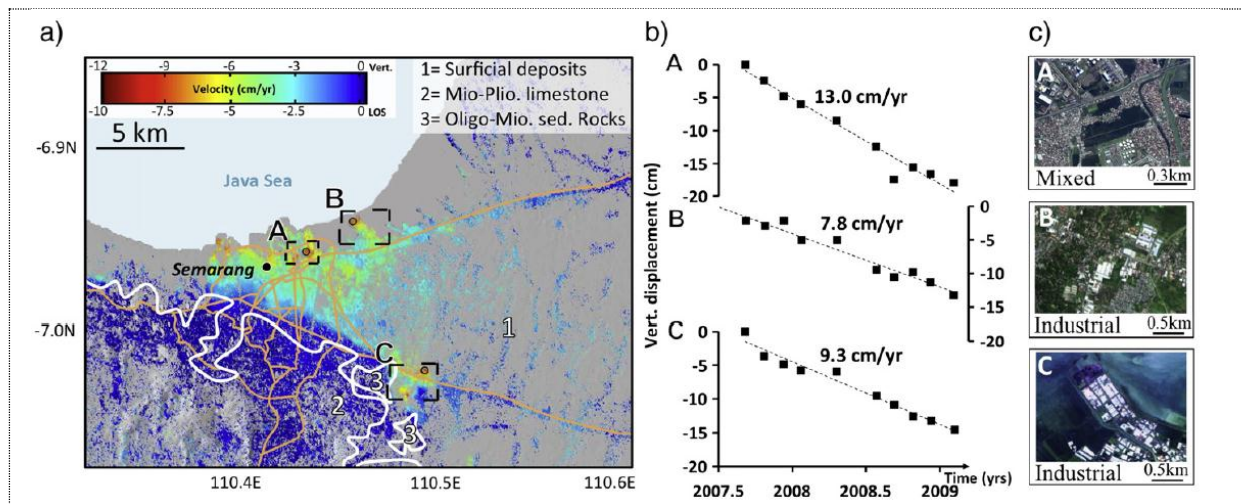 a)
-12 -9 -6 -3 0 Vert.
Velocity (cm/yr)
-10 -7.5 -5 -2.5 0 LOS
5 km
1= Surficial deposits
2= Mio-Plio. limestone
3= Oligo-Mio. sed. Rocks
-6.9N
-7.0N
Java Sea
B
A
Semarang
1
C
3
2
3
110.4E 110.5E 110.6E
b)
Vert. displacement (cm)
A
0
-5
-10
-15
-20
13.0 cm/yr
B
7.8 cm/yr
0
-5
-10
-15
-20
C
9.3 cm/yr
0
-5
-10
-15
-20
Time (yrs)
2007.5 2008 2008.5 2009
c)
A
Mixed 0.3km
B
Industrial 0.5km
C
Industrial 0.5km